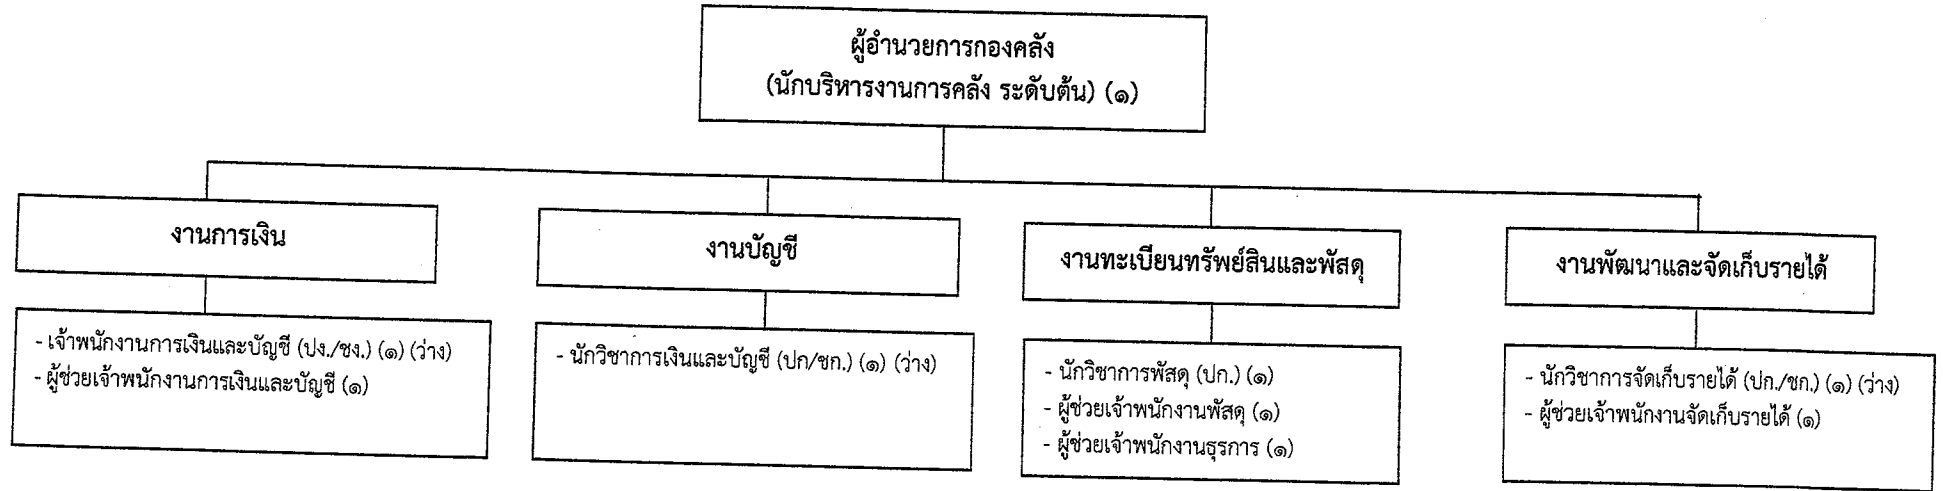 ผู้อำนวยการกองคลัง
(นักบริหารงานการคลัง ระดับต้น) (๑)
งานการเงิน
งานบัญชี
งานทะเบียนทรัพย์สินและพัสดุ
งานพัฒนาและจัดเก็บรายได้
- เจ้าพนักงานการเงินและบัญชี (ปง./ชง.) (๑) (ว่าง)
- ผู้ช่วยเจ้าพนักงานการเงินและบัญชี (๑)
- นักวิชาการเงินและบัญชี (ปก/ชก.) (๑) (ว่าง)
- นักวิชาการพัสดุ (ปก.) (๑)
- ผู้ช่วยเจ้าพนักงานพัสดุ (๑)
- ผู้ช่วยเจ้าพนักงานธุรการ (๑)
- นักวิชาการจัดเก็บรายได้ (ปก./ชก.) (๑) (ว่าง)
- ผู้ช่วยเจ้าพนักงานจัดเก็บรายได้ (๑)